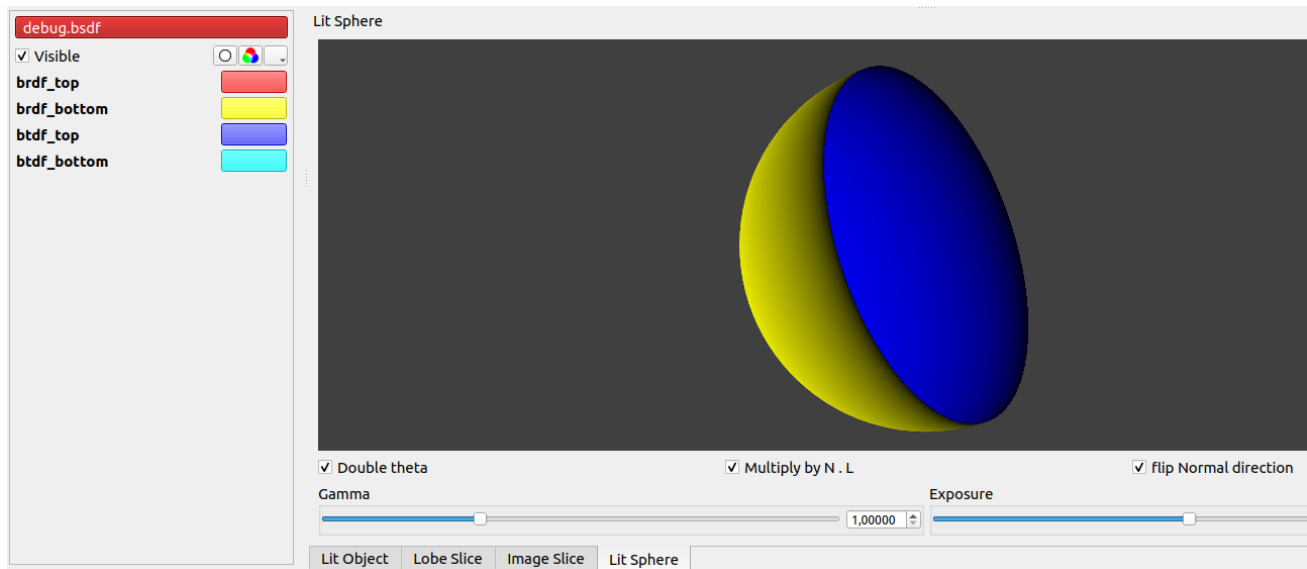 debug.bsdf
Visible
brdf_top
brdf_bottom
btdf_top
btdf_bottom
Lit Sphere
Double theta
Multiply by N . L
flip Normal direction
Gamma
Exposure
1,00000
Lit Object
Lobe Slice
Image Slice
Lit Sphere